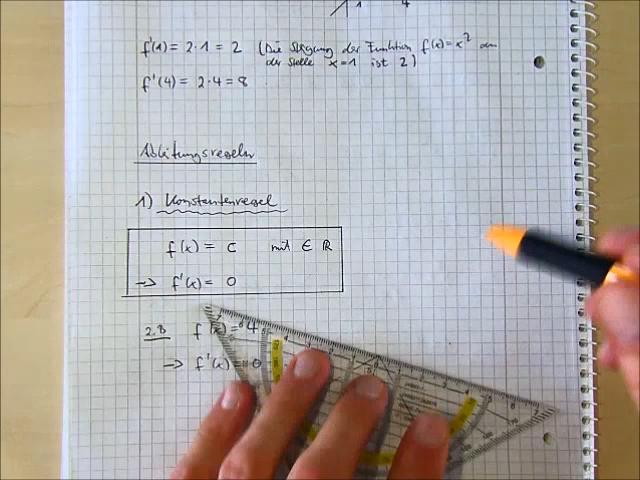 4
f'(1) = 2·1 = 2 (Die Steigung der Funktion f(x) = x² an
der Stelle x=1 ist 2)
f'(4) = 2·4 = 8
Ableitungsregeln
1) Konstantenregel
f(x) = c mit ∈ ℝ
→ f'(x) = 0
z.B f(x) = 4
→ f'(x) = 0